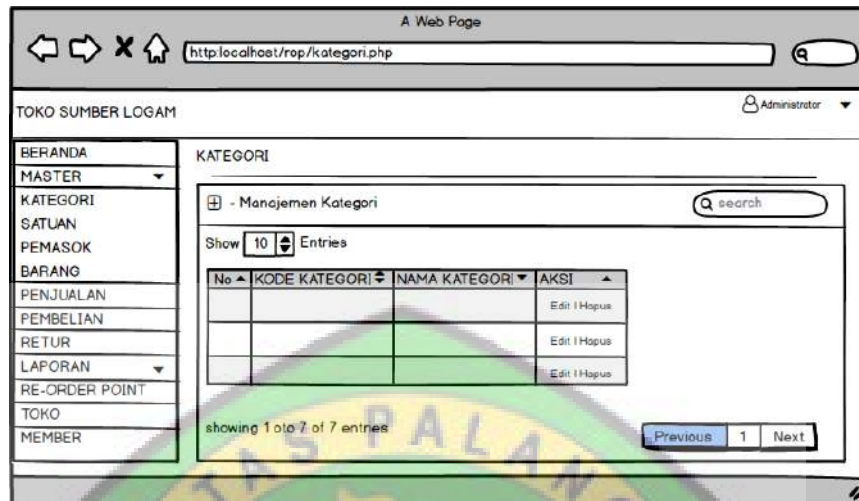 A Web Page
http:localhost/rop/kategori.php
TOKO SUMBER LOGAM
Administrator
BERANDA
MASTER
KATEGORI
SATUAN
PEMASOK
BARANG
PENJUALAN
PEMBELIAN
RETUR
LAPORAN
RE-ORDER POINT
TOKO
MEMBER
KATEGORI
- Manajemen Kategori
search
Show 10 Entries
No KODE KATEGORI NAMA KATEGORI AKSI
Edit | Hapus
Edit | Hapus
Edit | Hapus
showing 1 oto 7 of 7 entries
Previous 1 Next
TAS PALAN